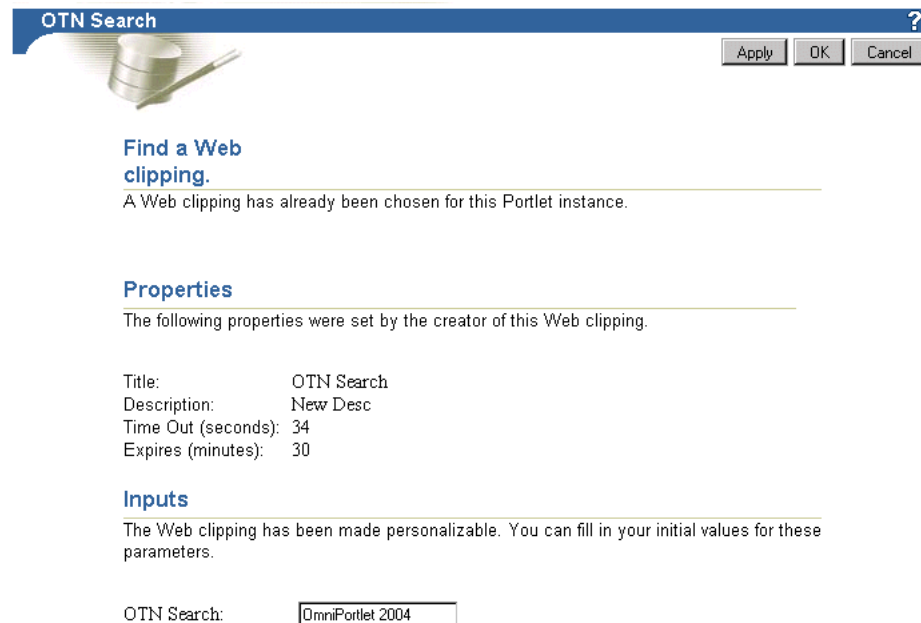 OTN Search
?
Apply OK Cancel
Find a Web
clipping.
A Web clipping has already been chosen for this Portlet instance.
Properties
The following properties were set by the creator of this Web clipping.
Title: OTN Search
Description: New Desc
Time Out (seconds): 34
Expires (minutes): 30
Inputs
The Web clipping has been made personalizable. You can fill in your initial values for these
parameters.
OTN Search: OmniPortlet 2004